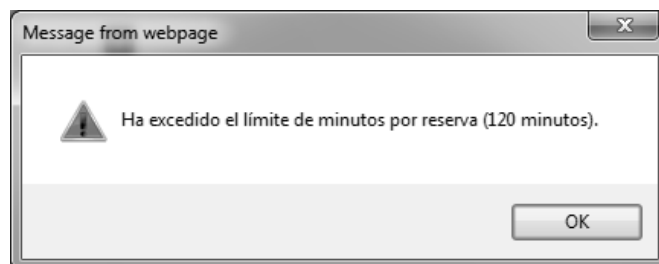 Message from webpage
Ha excedido el límite de minutos por reserva (120 minutos).
OK